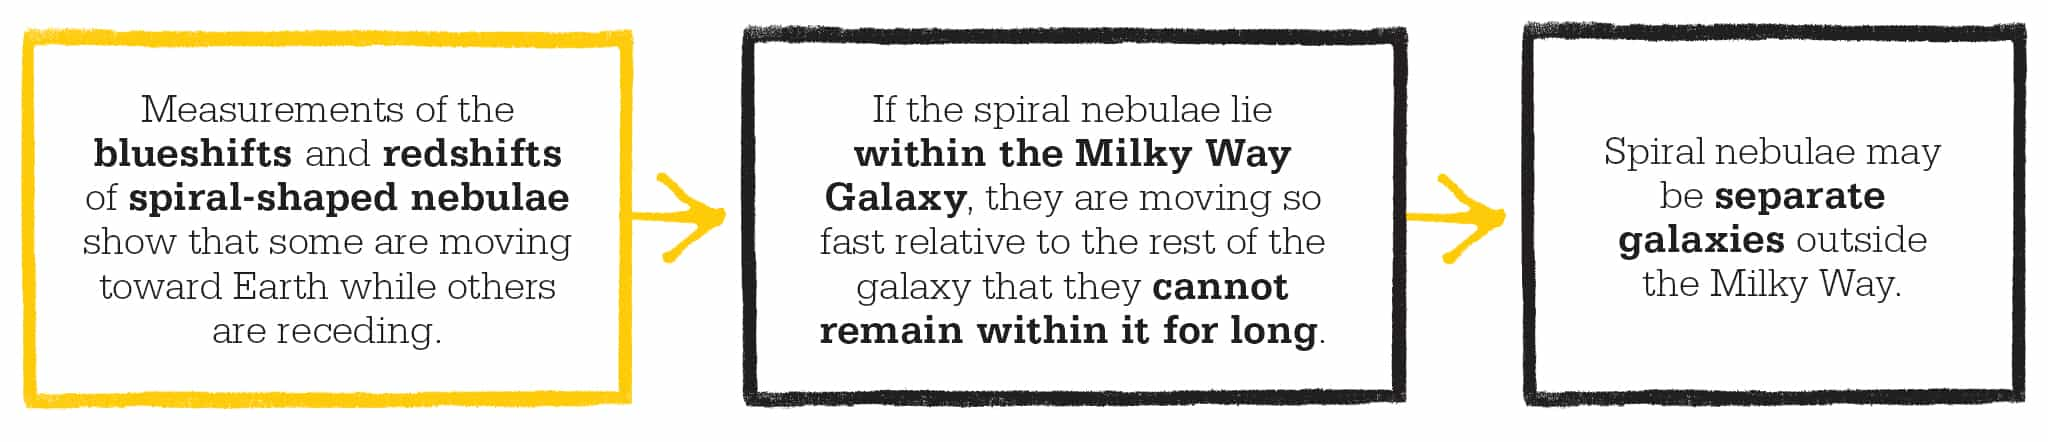 Measurements of the
blueshifts and redshifts
of spiral-shaped nebulae
show that some are moving
toward Earth while others
are receding.
If the spiral nebulae lie
within the Milky Way
Galaxy, they are moving so
fast relative to the rest of the
galaxy that they cannot
remain within it for long.
Spiral nebulae may
be separate
galaxies outside
the Milky Way.